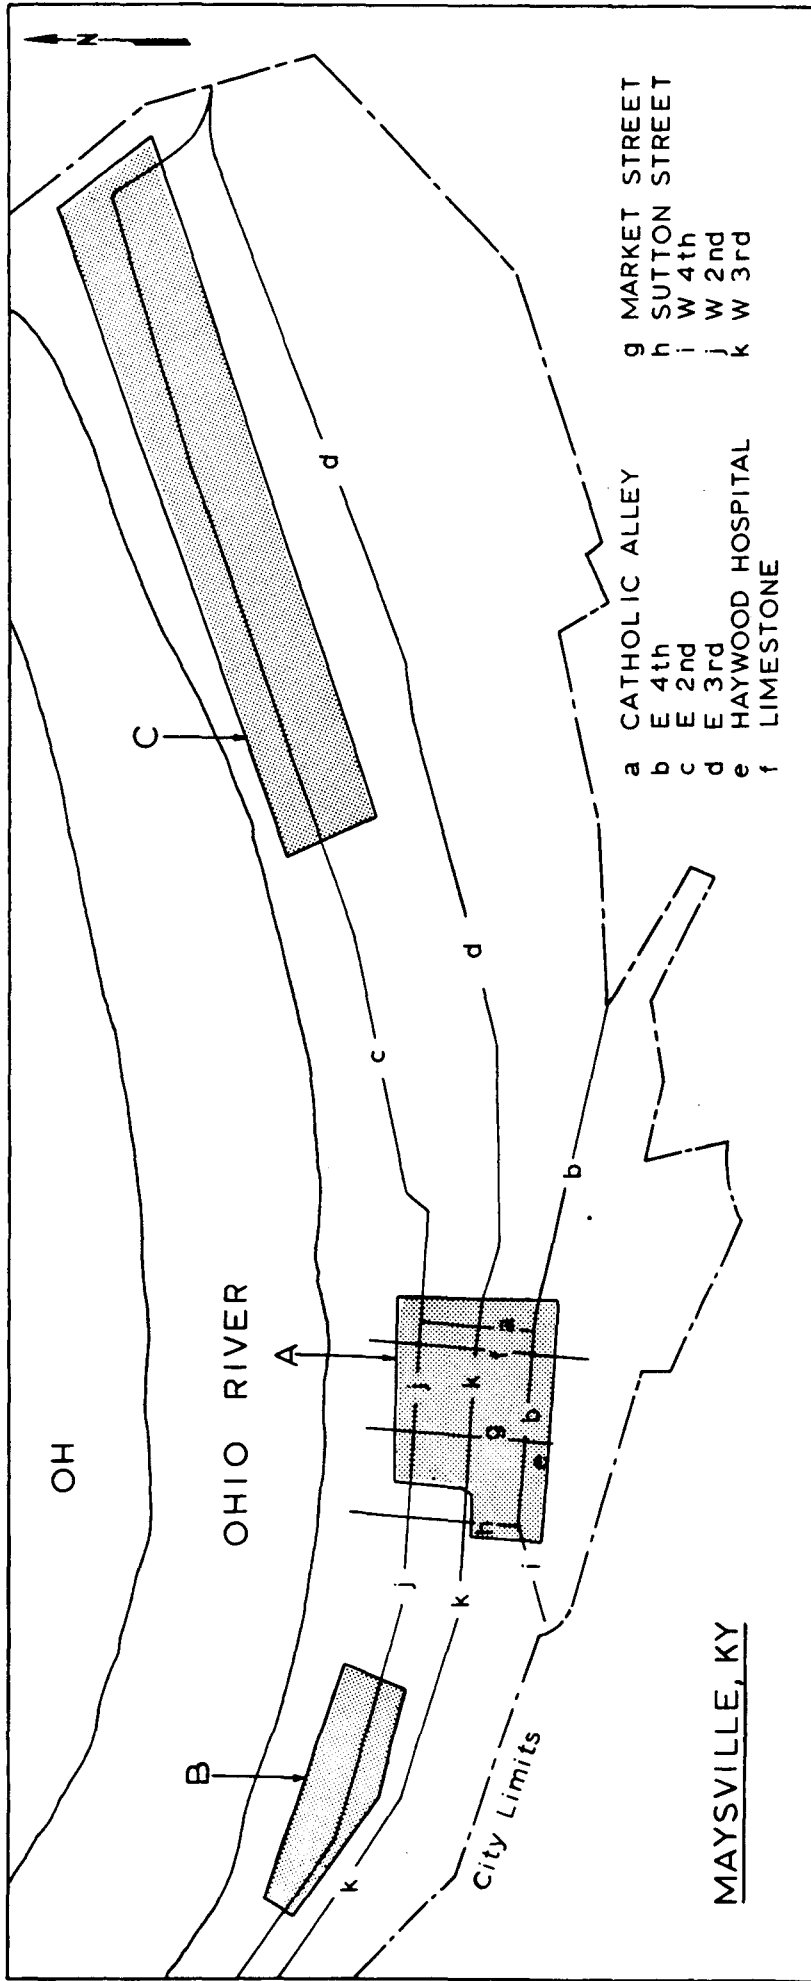 N
OH
OHIO RIVER
A
B
C
c
d
d
b
j
k
a
f
g
b
e
h
i
j
k
k
City Limits
MAYSVILLE, KY
a CATHOLIC ALLEY
b E 4th
c E 2nd
d E 3rd
e HAYWOOD HOSPITAL
f LIMESTONE
g MARKET STREET
h SUTTON STREET
i W 4th
j W 2nd
k W 3rd